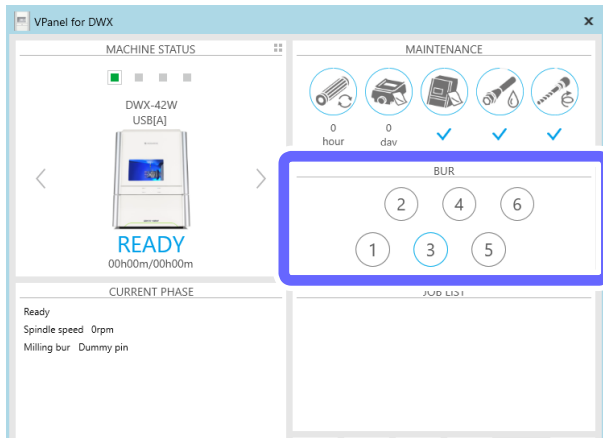 VPanel for DWX
x
MACHINE STATUS
DWX-42W
USB[A]
READY
00h00m/00h00m
MAINTENANCE
0
hour
0
day
BUR
2
4
6
1
3
5
CURRENT PHASE
Ready
Spindle speed 0rpm
Milling bur Dummy pin
JOB LIST